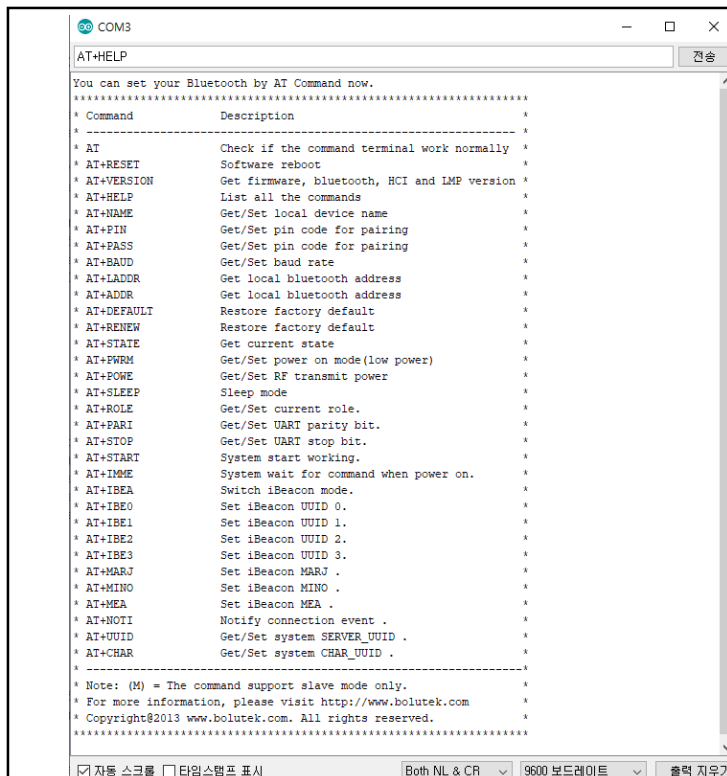 COM3
AT+HELP
전송
You can set your Bluetooth by AT Command now.
********************************************************************
* Command Description *
* ---------------------------------------------------------------- *
* AT Check if the command terminal work normally *
* AT+RESET Software reboot *
* AT+VERSION Get firmware, bluetooth, HCI and LMP version *
* AT+HELP List all the commands *
* AT+NAME Get/Set local device name *
* AT+PIN Get/Set pin code for pairing *
* AT+PASS Get/Set pin code for pairing *
* AT+BAUD Get/Set baud rate *
* AT+LADDR Get local bluetooth address *
* AT+ADDR Get local bluetooth address *
* AT+DEFAULT Restore factory default *
* AT+RENEW Restore factory default *
* AT+STATE Get current state *
* AT+PWRM Get/Set power on mode(low power) *
* AT+POWE Get/Set RF transmit power *
* AT+SLEEP Sleep mode *
* AT+ROLE Get/Set current role. *
* AT+PARI Get/Set UART parity bit. *
* AT+STOP Get/Set UART stop bit. *
* AT+START System start working. *
* AT+IMME System wait for command when power on. *
* AT+IBEA Switch iBeacon mode. *
* AT+IBE0 Set iBeacon UUID 0. *
* AT+IBE1 Set iBeacon UUID 1. *
* AT+IBE2 Set iBeacon UUID 2. *
* AT+IBE3 Set iBeacon UUID 3. *
* AT+MARJ Set iBeacon MARJ . *
* AT+MINO Set iBeacon MINO . *
* AT+MEA Set iBeacon MEA . *
* AT+NOTI Notify connection event . *
* AT+UUID Get/Set system SERVER_UUID . *
* AT+CHAR Get/Set system CHAR_UUID . *
* -----------------------------------------------------------------*
* Note: (M) = The command support slave mode only. *
* For more information, please visit http://www.bolutek.com *
* Copyright@2013 www.bolutek.com. All rights reserved. *
********************************************************************
자동 스크롤 타임스탬프 표시 Both NL & CR 9600 보드레이트 출력 지우기